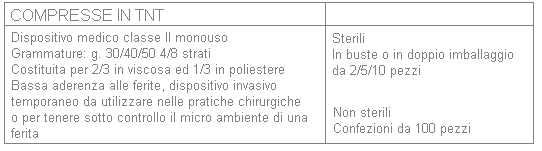 COMPRESSE IN TNT
Dispositivo medico classe II monouso
Grammature: g. 30/40/50 4/8 strati
Costituita per 2/3 in viscosa ed 1/3 in poliestere
Bassa aderenza alle ferite, dispositivo invasivo
temporaneo da utilizzare nelle pratiche chirurgiche
o per tenere sotto controllo il micro ambiente di una
ferita
Sterili
In buste o in doppio imballaggio
da 2/5/10 pezzi
Non sterili
Confezioni da 100 pezzi